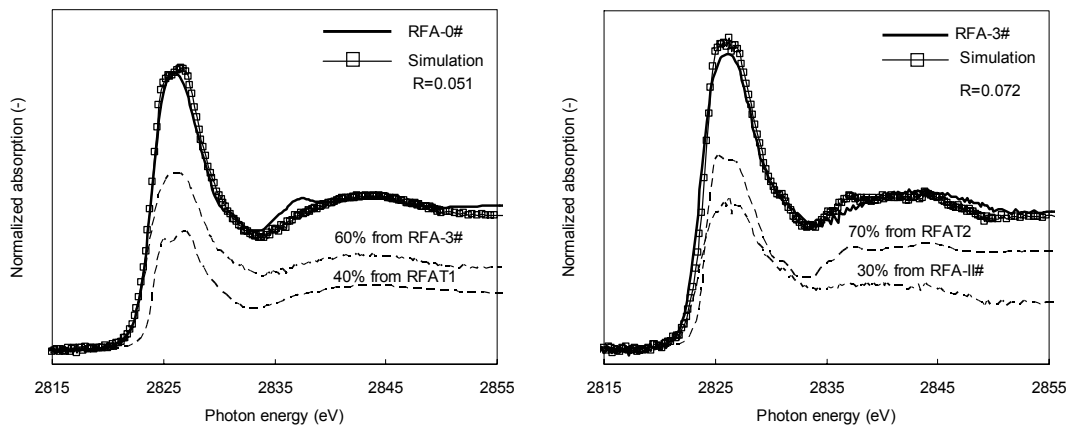 RFA-0#
Simulation
R=0.051
60% from RFA-3#
40% from RFAT1
Normalized absorption (-)
2815 2825 2835 2845 2855
Photon energy (eV)
RFA-3#
Simulation
R=0.072
70% from RFAT2
30% from RFA-II#
Normalized absorption (-)
2815 2825 2835 2845 2855
Photon energy (eV)